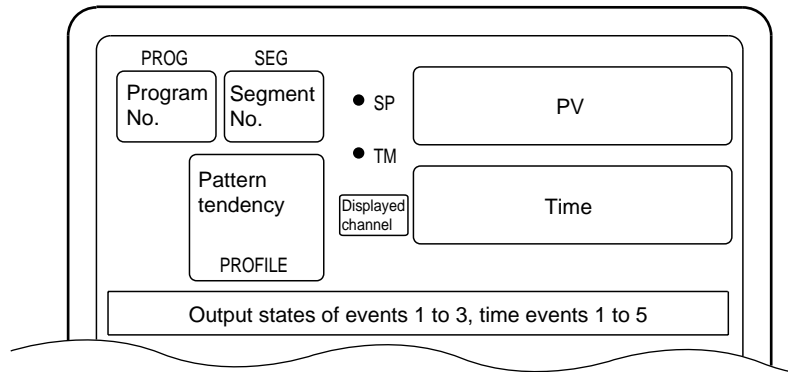 PROG
SEG
Program
No.
Segment
No.
SP
PV
TM
Pattern
tendency
PROFILE
Displayed
channel
Time
Output states of events 1 to 3, time events 1 to 5